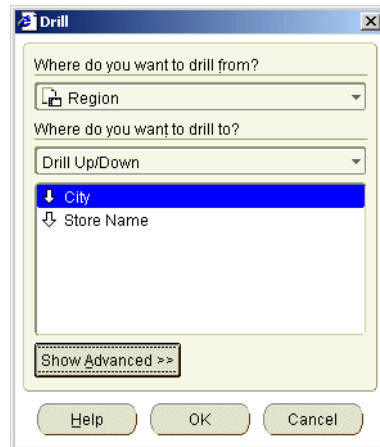 Drill
Where do you want to drill from?
Region
Where do you want to drill to?
Drill Up/Down
City
Store Name
Show Advanced >>
Help OK Cancel